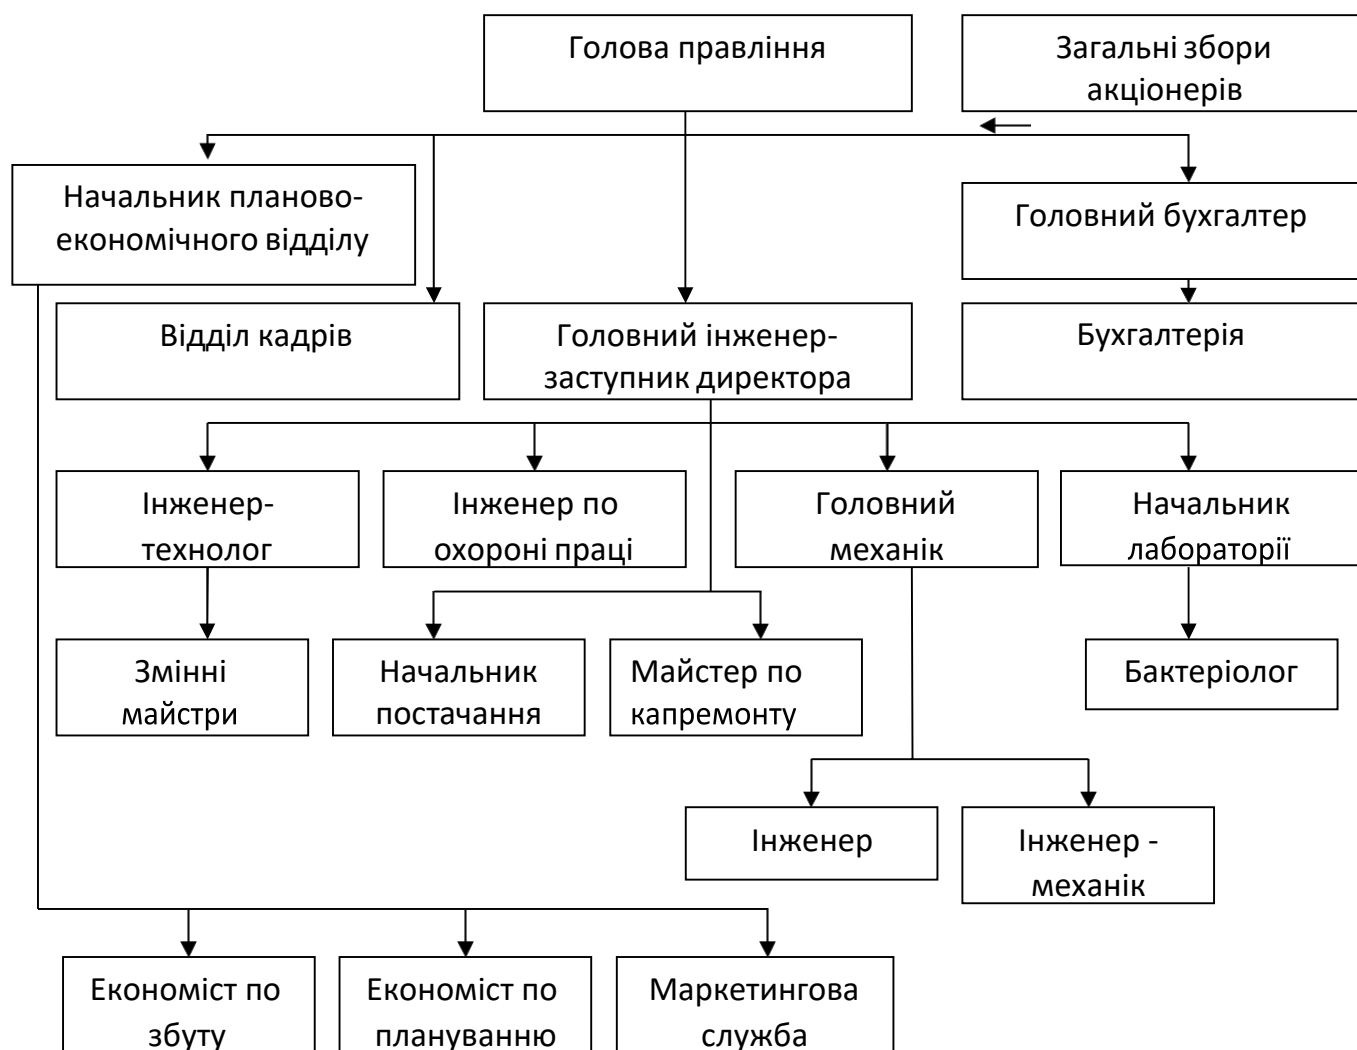 Голова правління
Загальні збори
акціонерів
Начальник планово-
економічного відділу
Головний бухгалтер
Відділ кадрів
Головний інженер-
заступник директора
Бухгалтерія
Інженер-
технолог
Інженер по
охороні праці
Головний
механік
Начальник
лабораторії
Змінні
майстри
Начальник
постачання
Майстер по
капремонту
Бактеріолог
Інженер
Інженер -
механік
Економіст по
збуту
Економіст по
плануванню
Маркетингова
служба